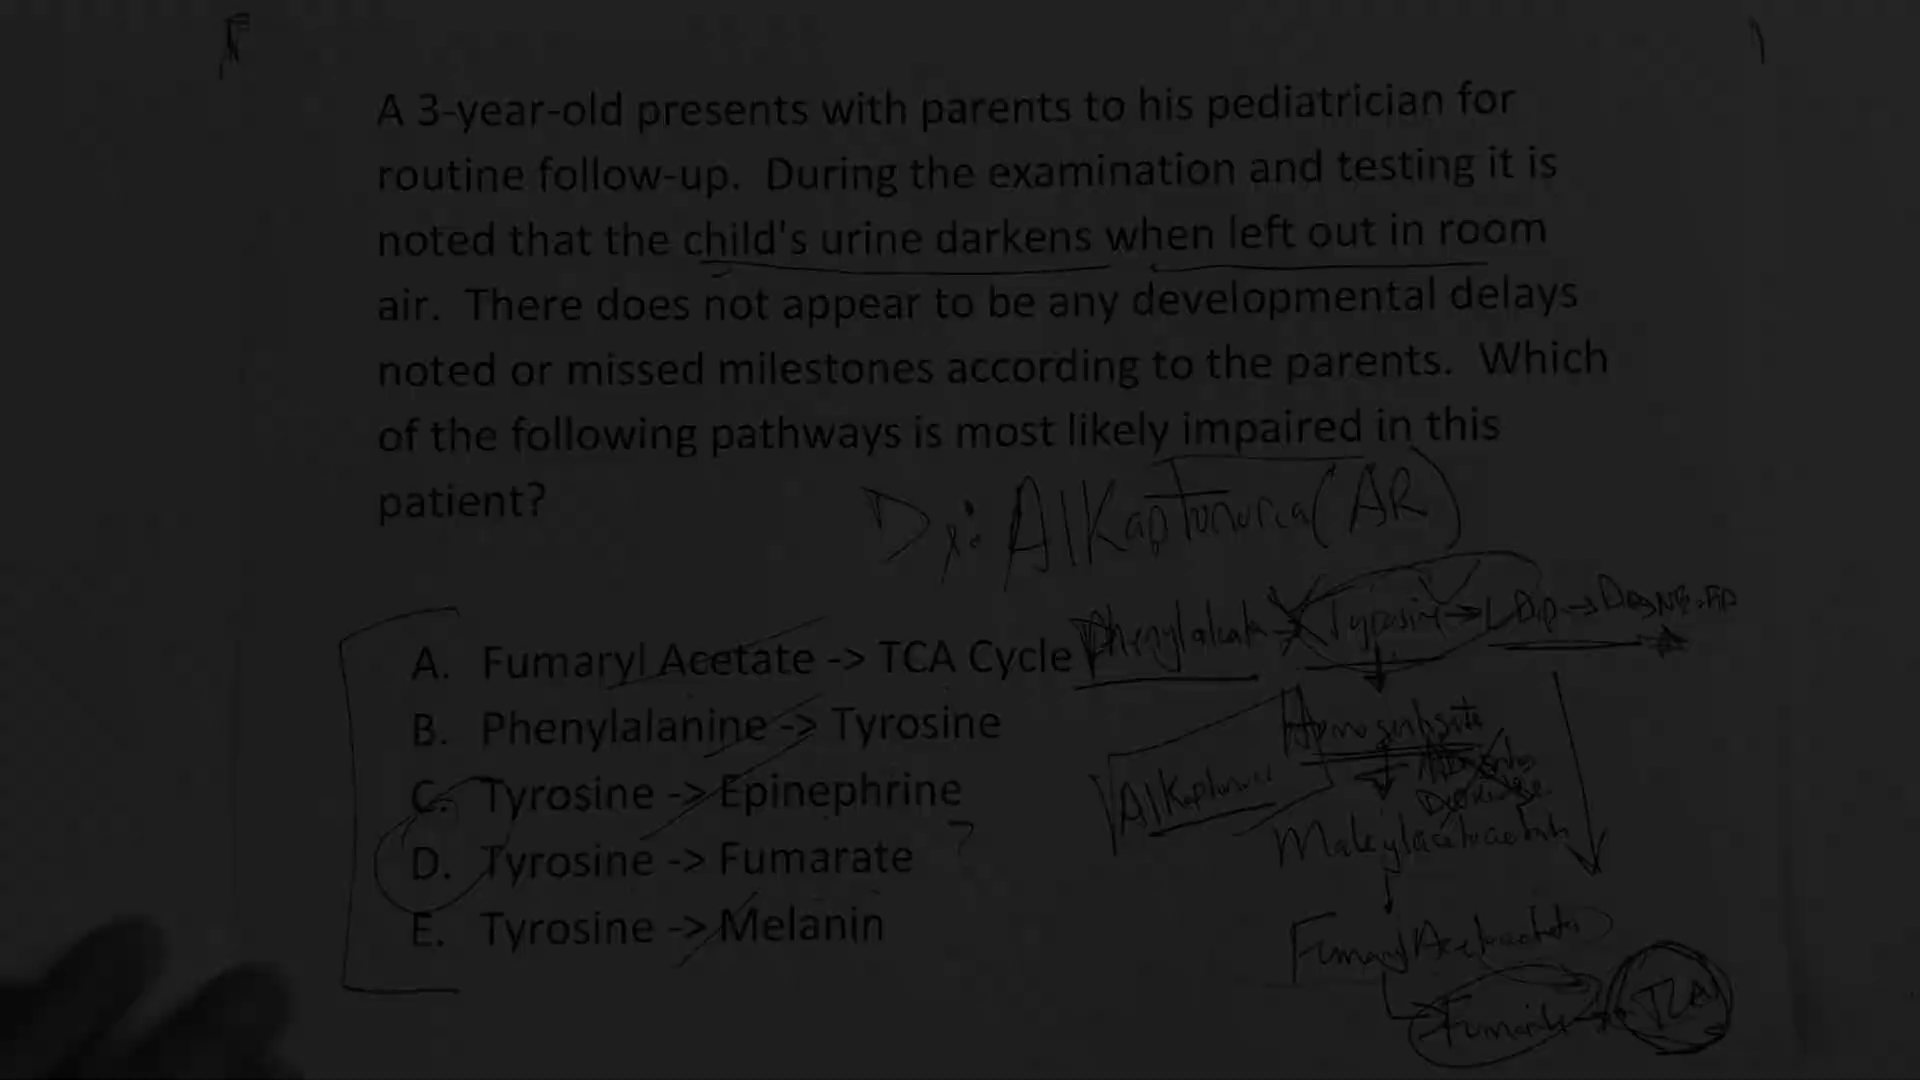 A 3-year-old presents with parents to his pediatrician for
routine follow-up. During the examination and testing it is
noted that the child's urine darkens when left out in room
air. There does not appear to be any developmental delays
noted or missed milestones according to the parents. Which
of the following pathways is most likely impaired in this
patient?
Dx: AlKaptonuria (AR)
A. Fumaryl Acetate -> TCA Cycle
B. Phenylalanine -> Tyrosine
C. Tyrosine -> Epinephrine
D. Tyrosine -> Fumarate ?
E. Tyrosine -> Melanin
Tyrosine
TCA